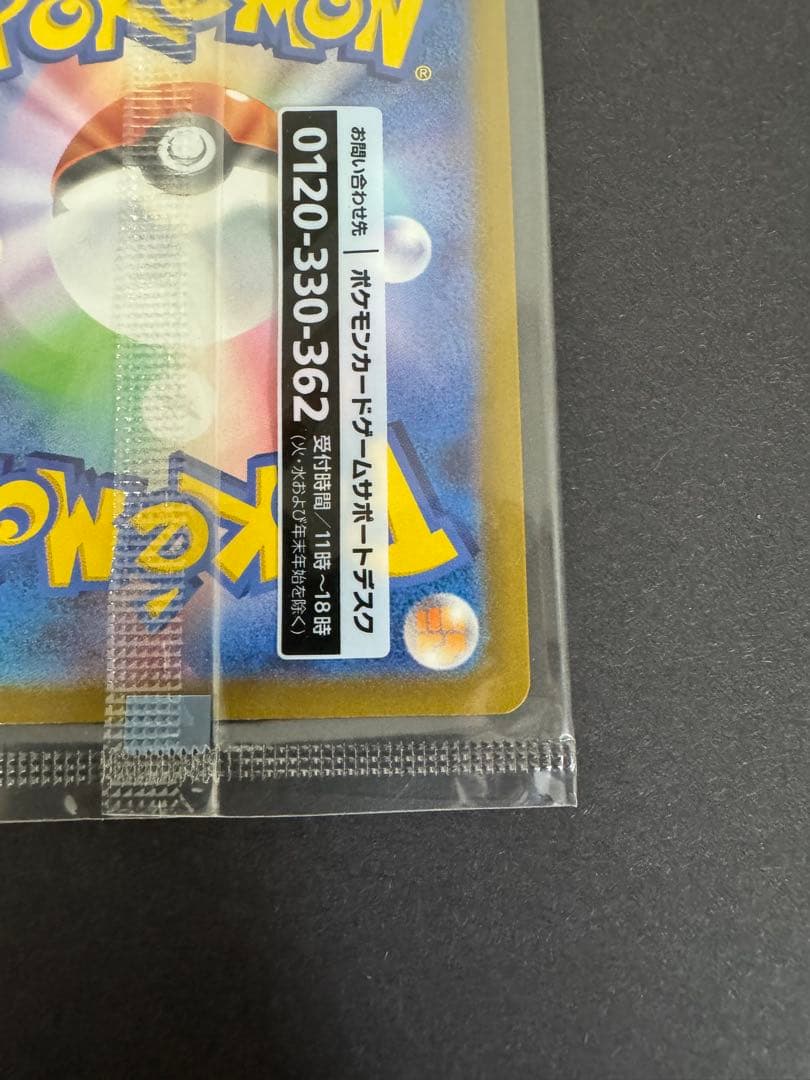 POKÉMON
®
お問い合わせ先 | ポケモンカードゲームサポートデスク
0120-330-362 受付時間/11時~18時
(火・水および年末年始を除く)
POKÉMO